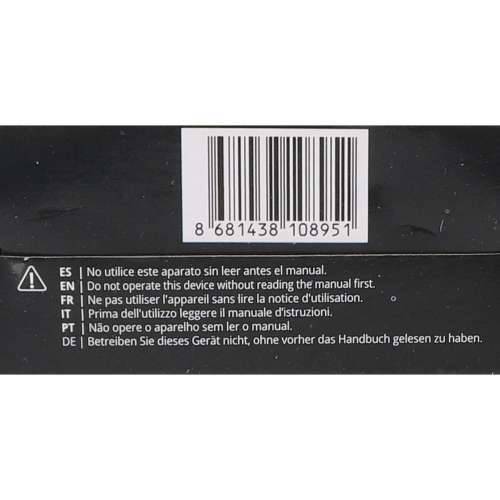 8 681438 108951
ES | No utilice este aparato sin leer antes el manual.
EN | Do not operate this device without reading the manual first.
FR | Ne pas utiliser l'appareil sans lire la notice d'utilisation.
IT | Prima dell'utilizzo leggere il manuale d'istruzioni.
PT | Não opere o aparelho sem ler o manual.
DE | Betreiben Sie dieses Gerät nicht, ohne vorher das Handbuch gelesen zu haben.